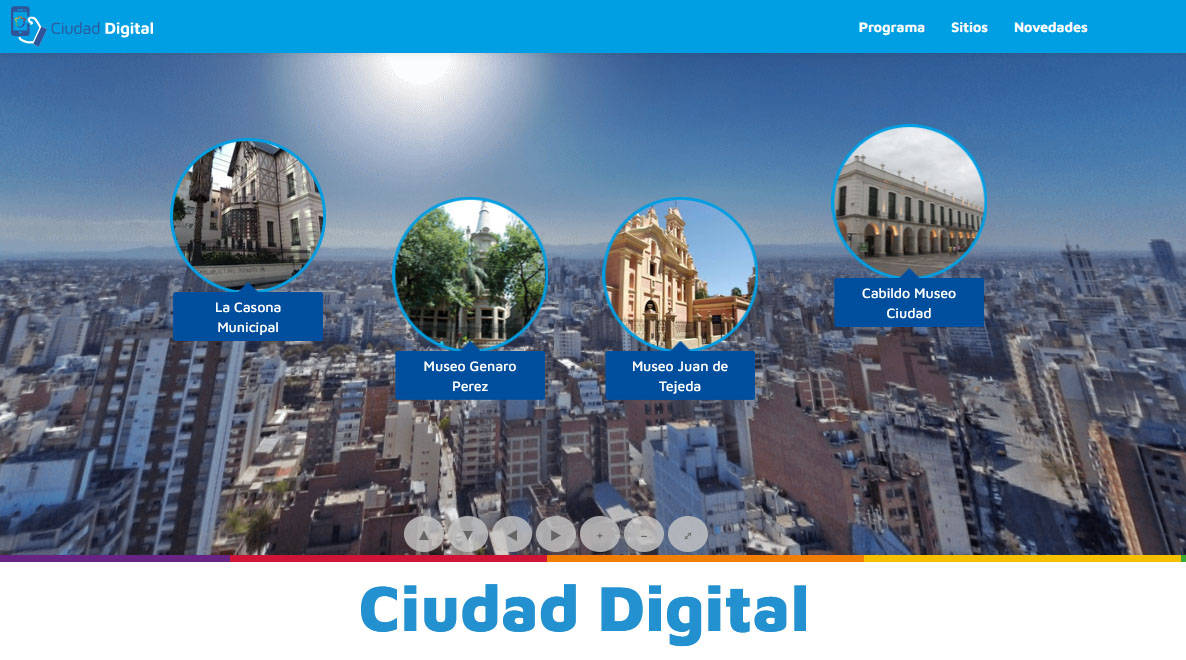 Ciudad Digital
Programa
Sitios
Novedades
La Casona
Municipal
Museo Genaro
Perez
Museo Juan de
Tejeda
Cabildo Museo
Ciudad
Ciudad Digital